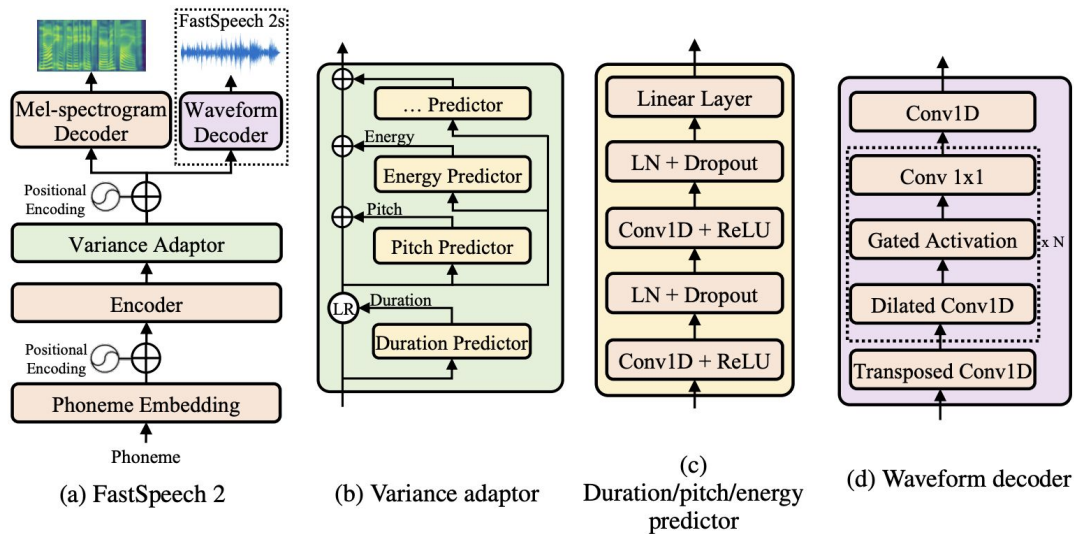 FastSpeech 2s
Mel-spectrogram
Decoder
Waveform
Decoder
Positional
Encoding
Variance Adaptor
Encoder
Positional
Encoding
Phoneme Embedding
Phoneme
(a) FastSpeech 2
... Predictor
Energy
Energy Predictor
Pitch
Pitch Predictor
LR
Duration
Duration Predictor
(b) Variance adaptor
Linear Layer
LN + Dropout
Conv1D + ReLU
LN + Dropout
Conv1D + ReLU
(c)
Duration/pitch/energy
predictor
Conv1D
Conv 1x1
Gated Activation
x N
Dilated Conv1D
Transposed Conv1D
(d) Waveform decoder